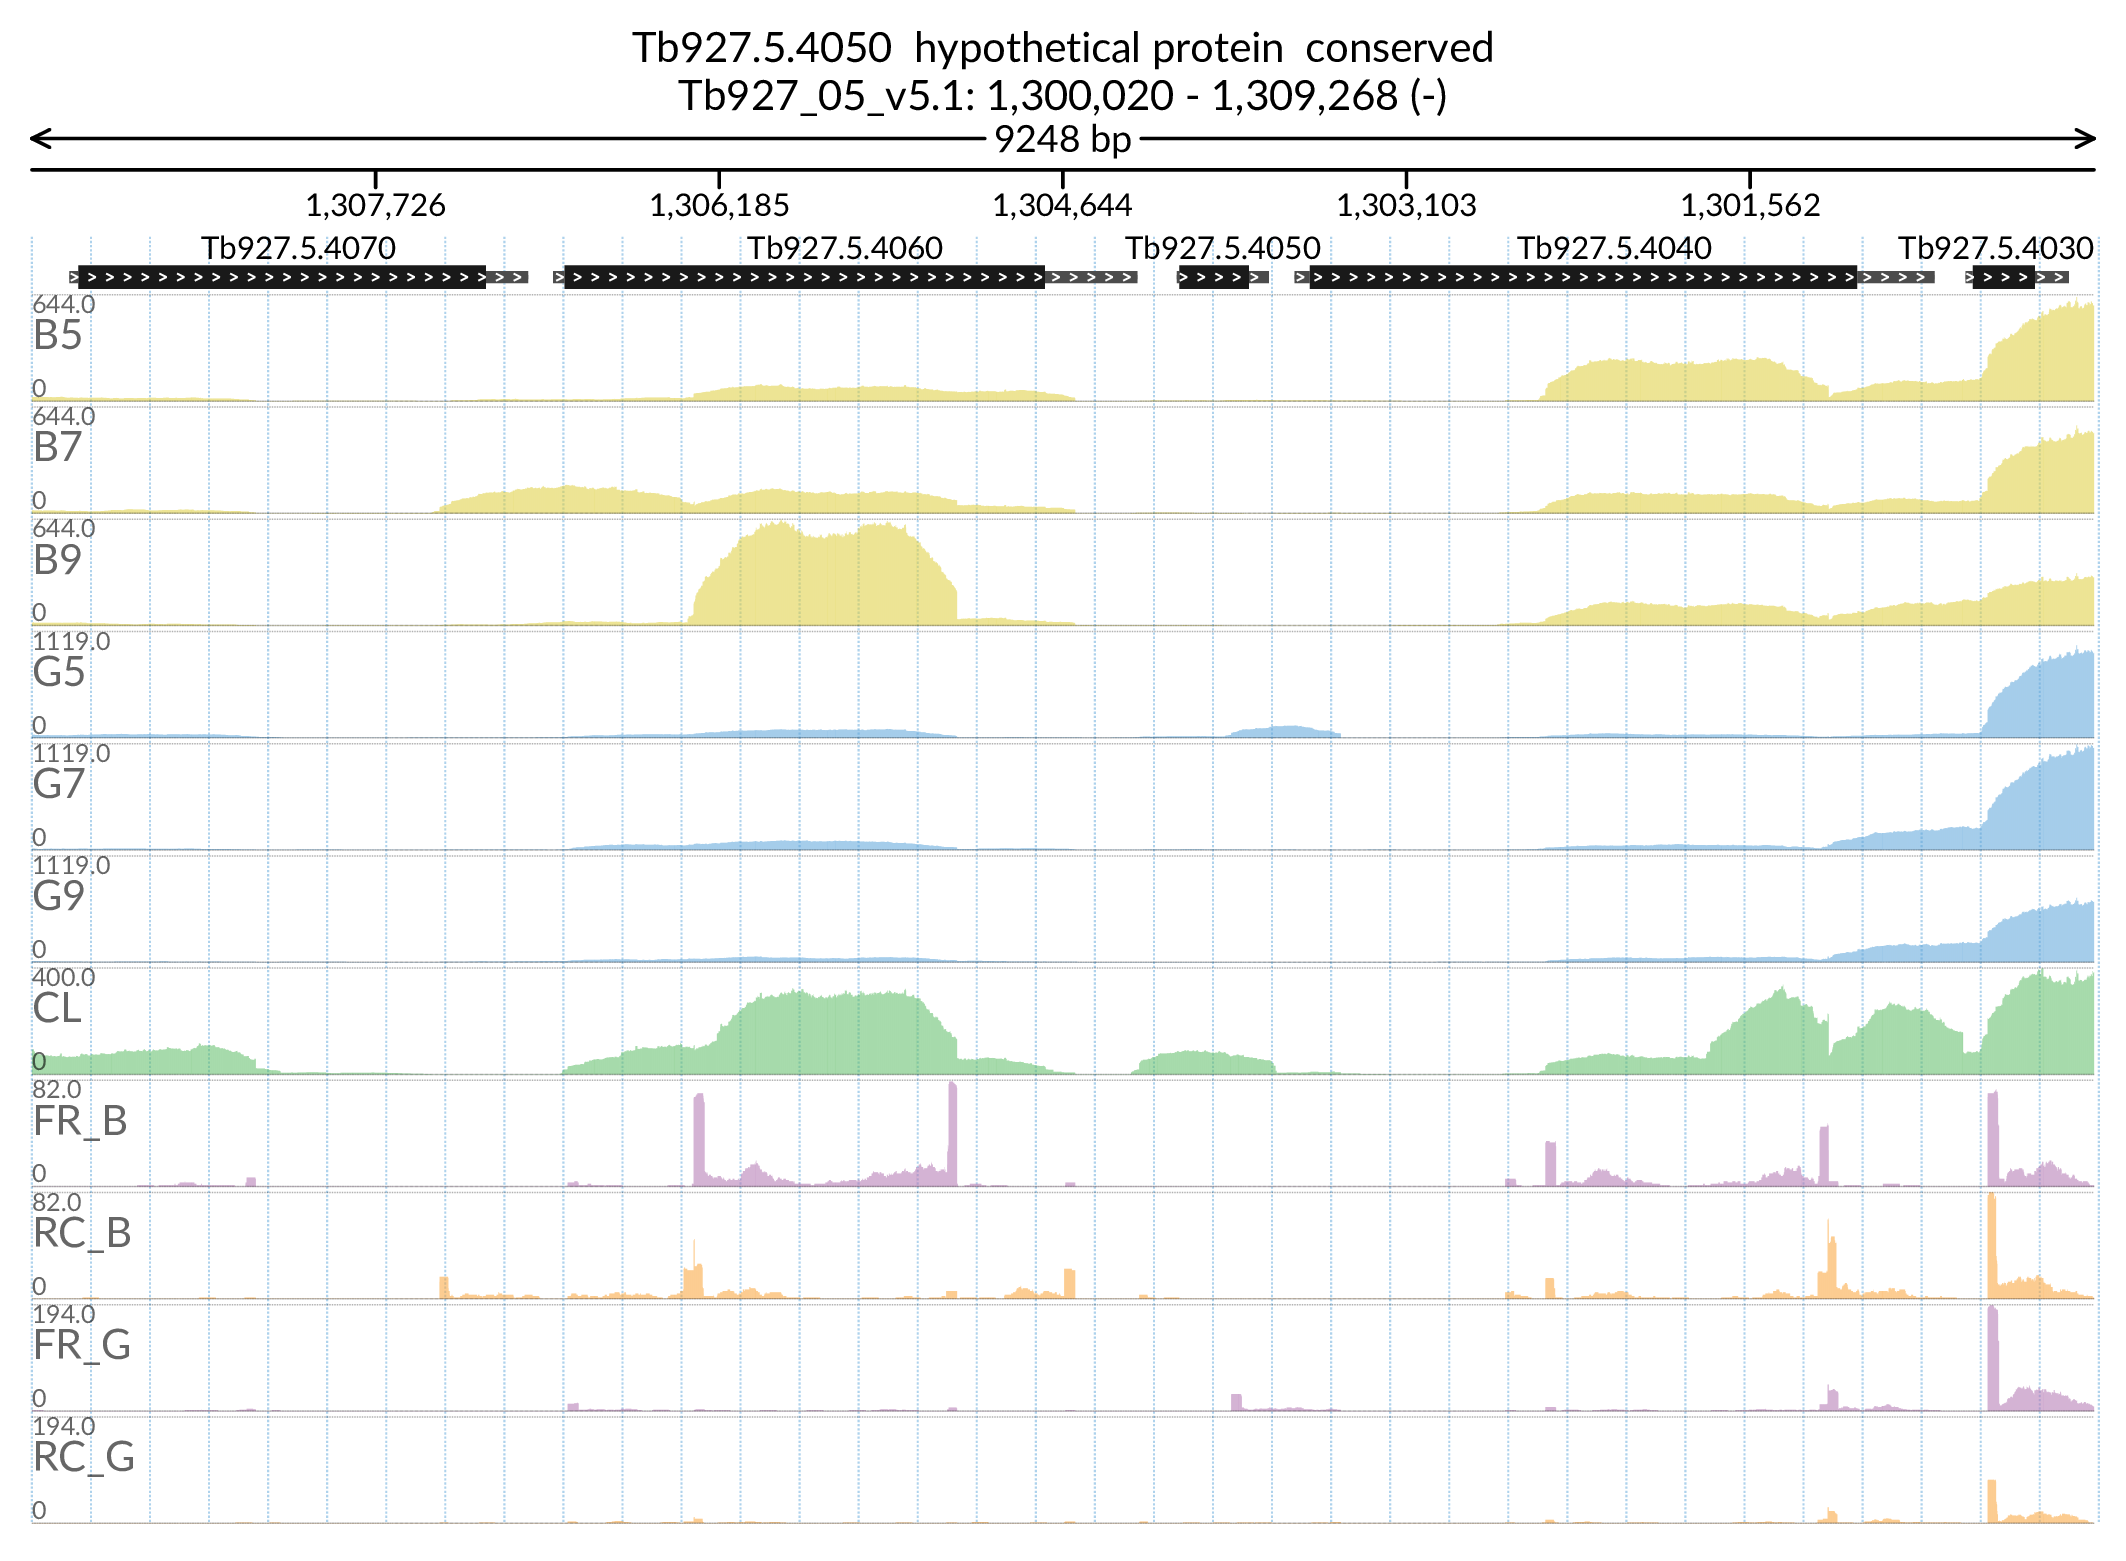 Tb927.5.4050  hypothetical protein  conserved
Tb927_05_v5.1: 1,300,020 - 1,309,268 (-)
9248 bp
1,307,726 1,306,185 1,304,644 1,303,103 1,301,562
Tb927.5.4070 Tb927.5.4060 Tb927.5.4050 Tb927.5.4040 Tb927.5.4030
644.0
B5
0
644.0
B7
0
644.0
B9
0
1119.0
G5
0
1119.0
G7
0
1119.0
G9
0
400.0
CL
0
82.0
FR_B
0
82.0
RC_B
0
194.0
FR_G
0
194.0
RC_G
0